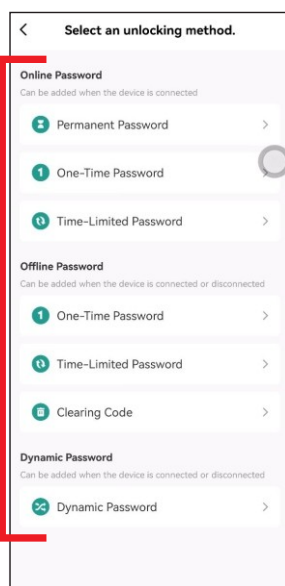 Select an unlocking method.
Online Password
Can be added when the device is connected
Permanent Password
1 One-Time Password
Time-Limited Password
Offline Password
Can be added when the device is connected or disconnected
1 One-Time Password
Time-Limited Password
Clearing Code
Dynamic Password
Can be added when the device is connected or disconnected
Dynamic Password